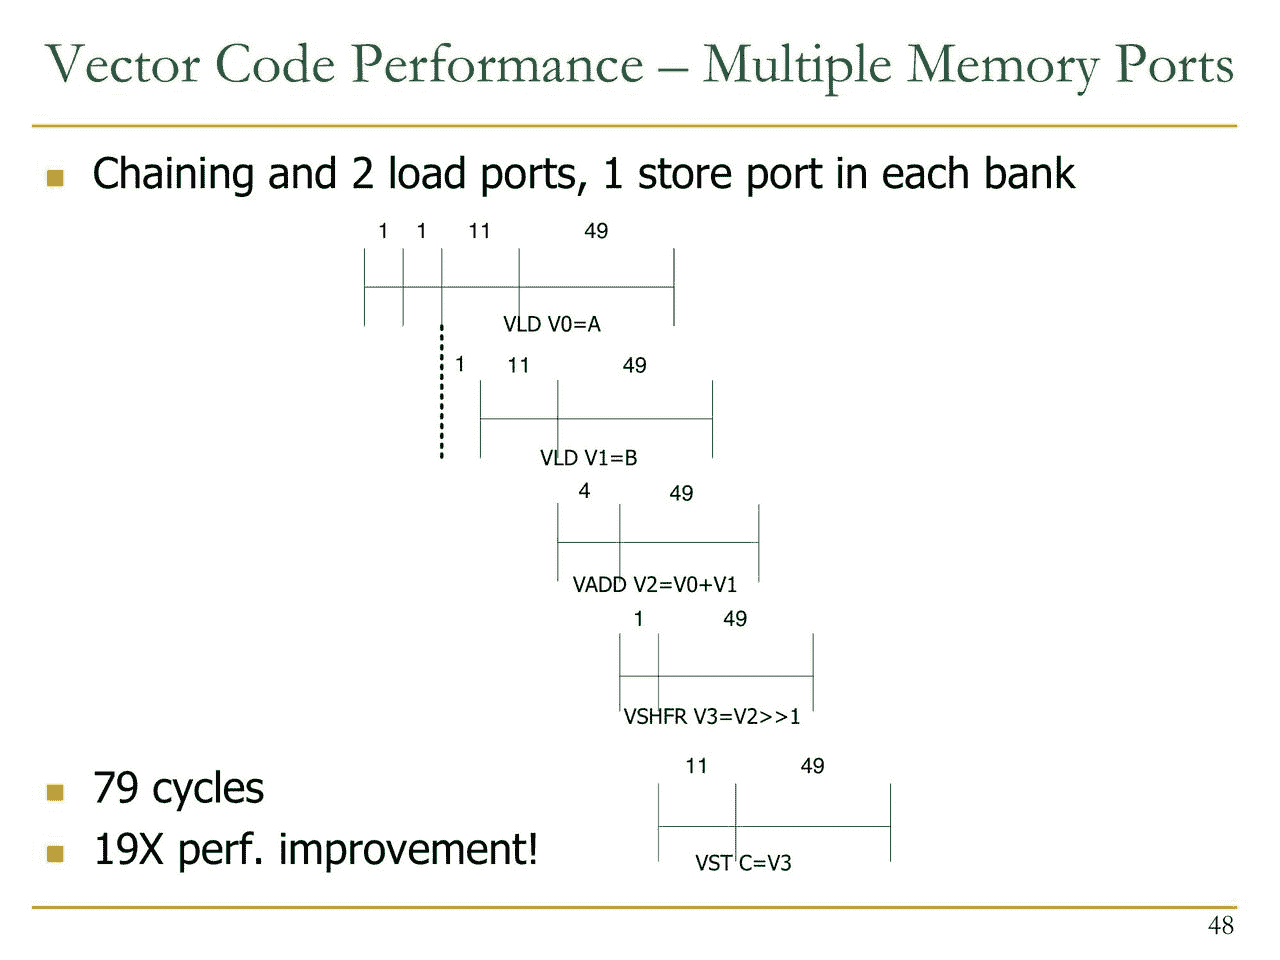 Vector Code Performance – Multiple Memory Ports
Chaining and 2 load ports, 1 store port in each bank
1 1 11 49
VLD V0=A
1 11 49
VLD V1=B
4 49
VADD V2=V0+V1
1 49
VSHFR V3=V2>>1
11 49
VST C=V3
79 cycles
19X perf. improvement!
48